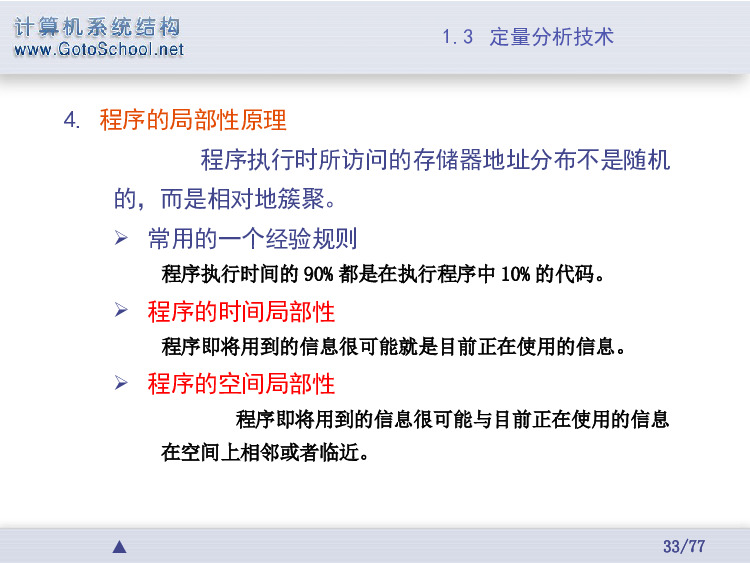 计算机系统结构
www.GotoSchool.net
1.3 定量分析技术
4. 程序的局部性原理
程序执行时所访问的存储器地址分布不是随机
的，而是相对地簇聚。
➢ 常用的一个经验规则
程序执行时间的90%都是在执行程序中10%的代码。
➢ 程序的时间局部性
程序即将用到的信息很可能就是目前正在使用的信息。
➢ 程序的空间局部性
程序即将用到的信息很可能与目前正在使用的信息
在空间上相邻或者临近。
▲ 33/77